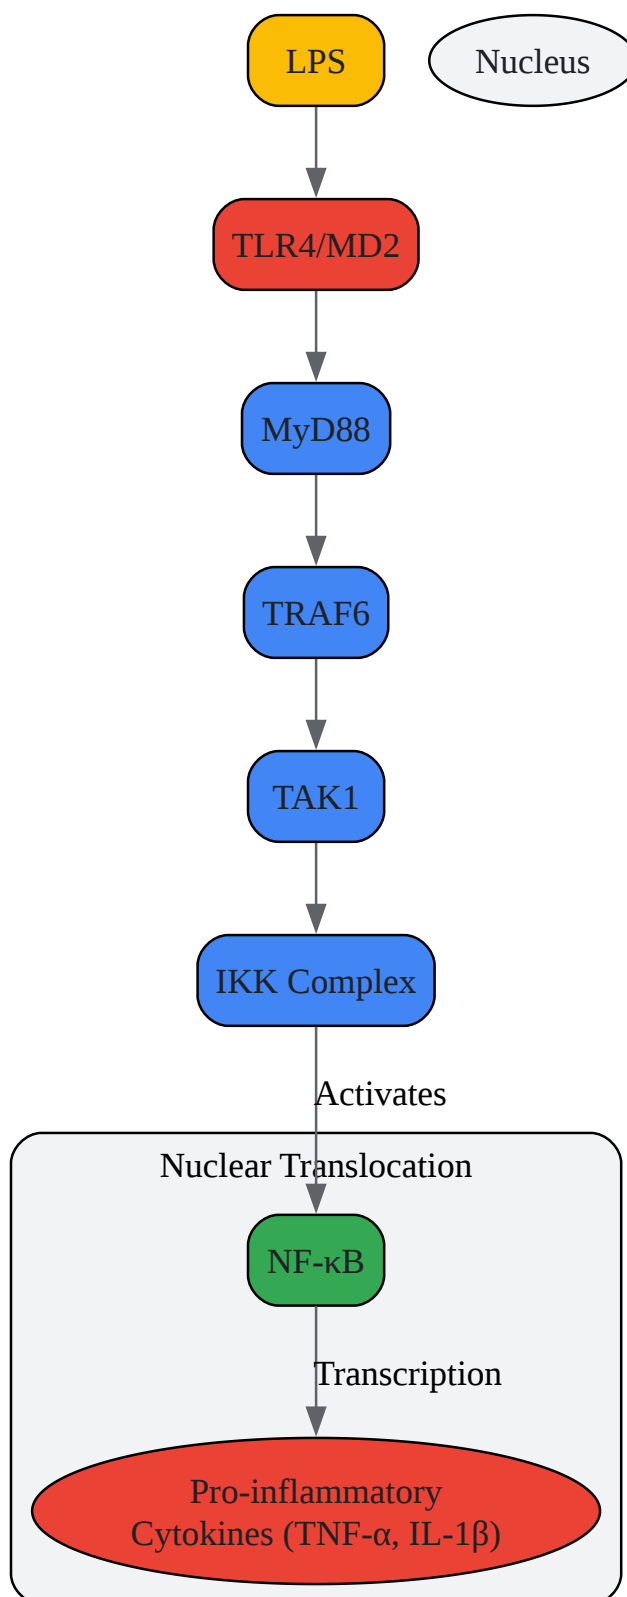 LPS
Nucleus
TLR4/MD2
MyD88
TRAF6
TAK1
IKK Complex
Activates
Nuclear Translocation
NF-κB
Transcription
Pro-inflammatory
Cytokines (TNF-α, IL-1β)